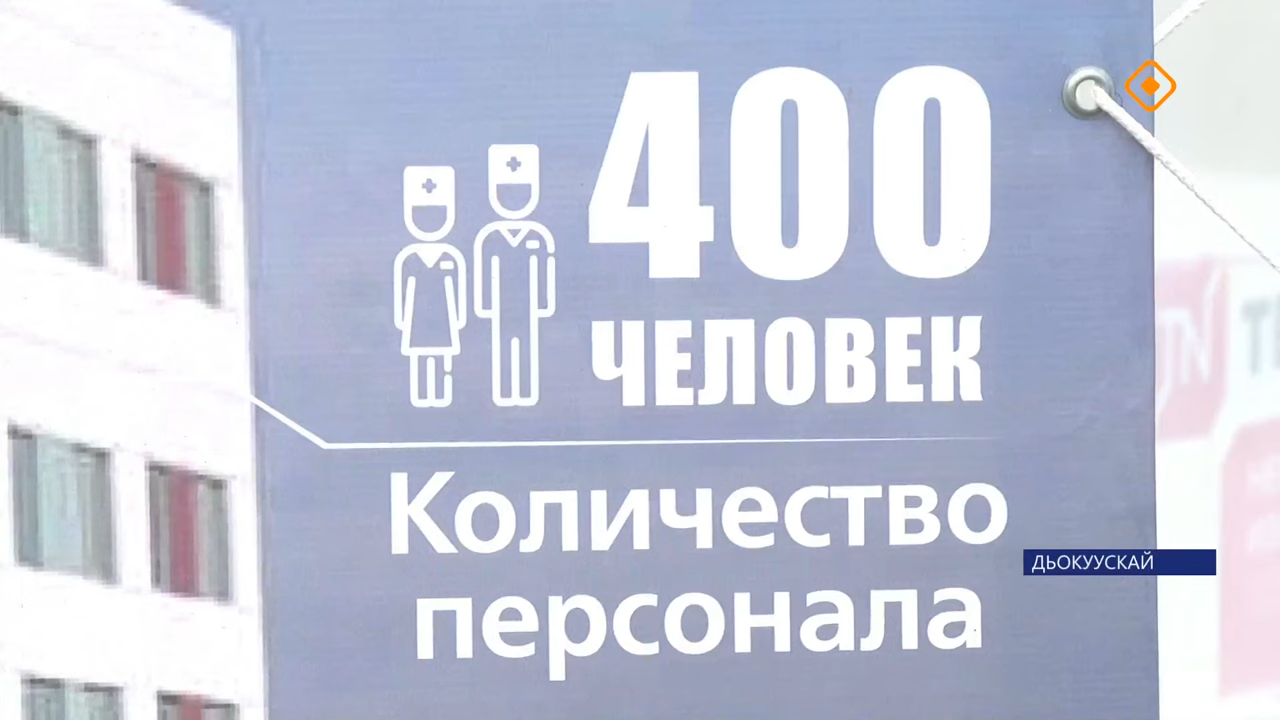 400
ЧЕЛОВЕК
Количество
персонала
ДЬОКУУСКАЙ